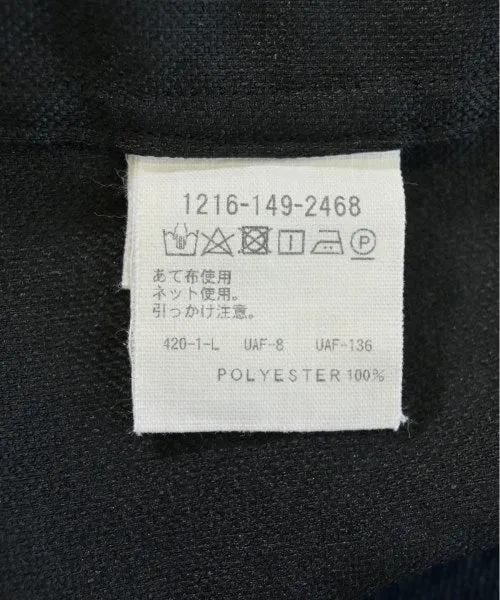 1216-149-2468
P
あて布使用
ネット使用。
引っかけ注意。
420-1-L UAF-8 UAF-136
POLYESTER 100%